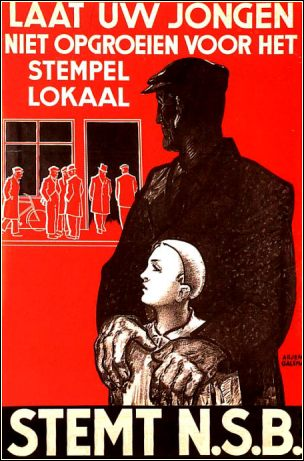 LAAT UW JONGEN
NIET OPGROEIEN VOOR HET
STEMPEL
LOKAAL
STEMT N.S.B.